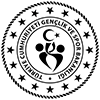 TÜRKİYE CUMHURİYETİ GENÇLİK VE SPOR BAKANLIĞI